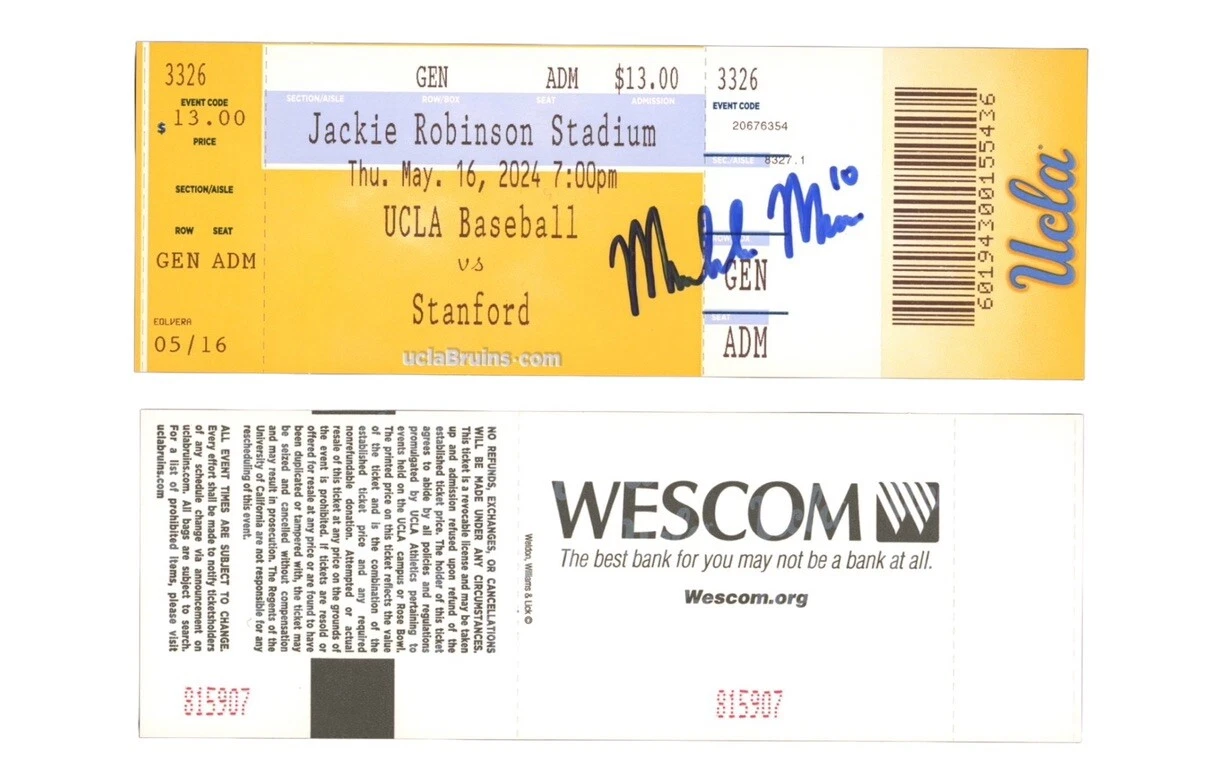 3326
EVENT CODE
$ 13.00
PRICE
SECTION/AISLE
ROW SEAT
GEN ADM
EOLVERA
05/16
GEN ADM $13.00
SECTION/AISLE ROW/BOX SEAT ADMISSION
Jackie Robinson Stadium
Thu. May. 16, 2024 7:00pm
UCLA Baseball
vs
Stanford
uclaBruins.com
3326
EVENT CODE
20676354
SEC./AISLE 8327.1
10
ROW/BOX
GEN
SEAT
ADM
60194300155436
Ucla
NO REFUNDS, EXCHANGES, OR CANCELLATIONS
WILL BE MADE UNDER ANY CIRCUMSTANCES.
This ticket is a revocable license and may be taken
up and admission refused upon refund of the
established ticket price. The holder of this ticket
agrees to abide by all policies and regulations
promulgated by UCLA Athletics pertaining to
events held on the UCLA campus or Rose Bowl.
The printed price on this ticket reflects the value
of the ticket and is the combination of the
established ticket price and any required
nonrefundable donation. Attempted or actual
resale of this ticket at any price on the grounds of
the event is prohibited. If tickets are resold or
offered for resale at any price or are found to have
been duplicated or tampered with, the ticket may
be seized and cancelled without compensation
and may result in prosecution. The Regents of the
University of California are not responsible for any
rescheduling of this event.
ALL EVENT TIMES ARE SUBJECT TO CHANGE.
Every effort shall be made to notify ticketholders
of any schedule change via announcement on
uclabruins.com. All bags are subject to search.
For a list of prohibited items, please visit
uclabruins.com
815907
Weldon, Williams & Lick ©
WESCOM
The best bank for you may not be a bank at all.
Wescom.org
815907